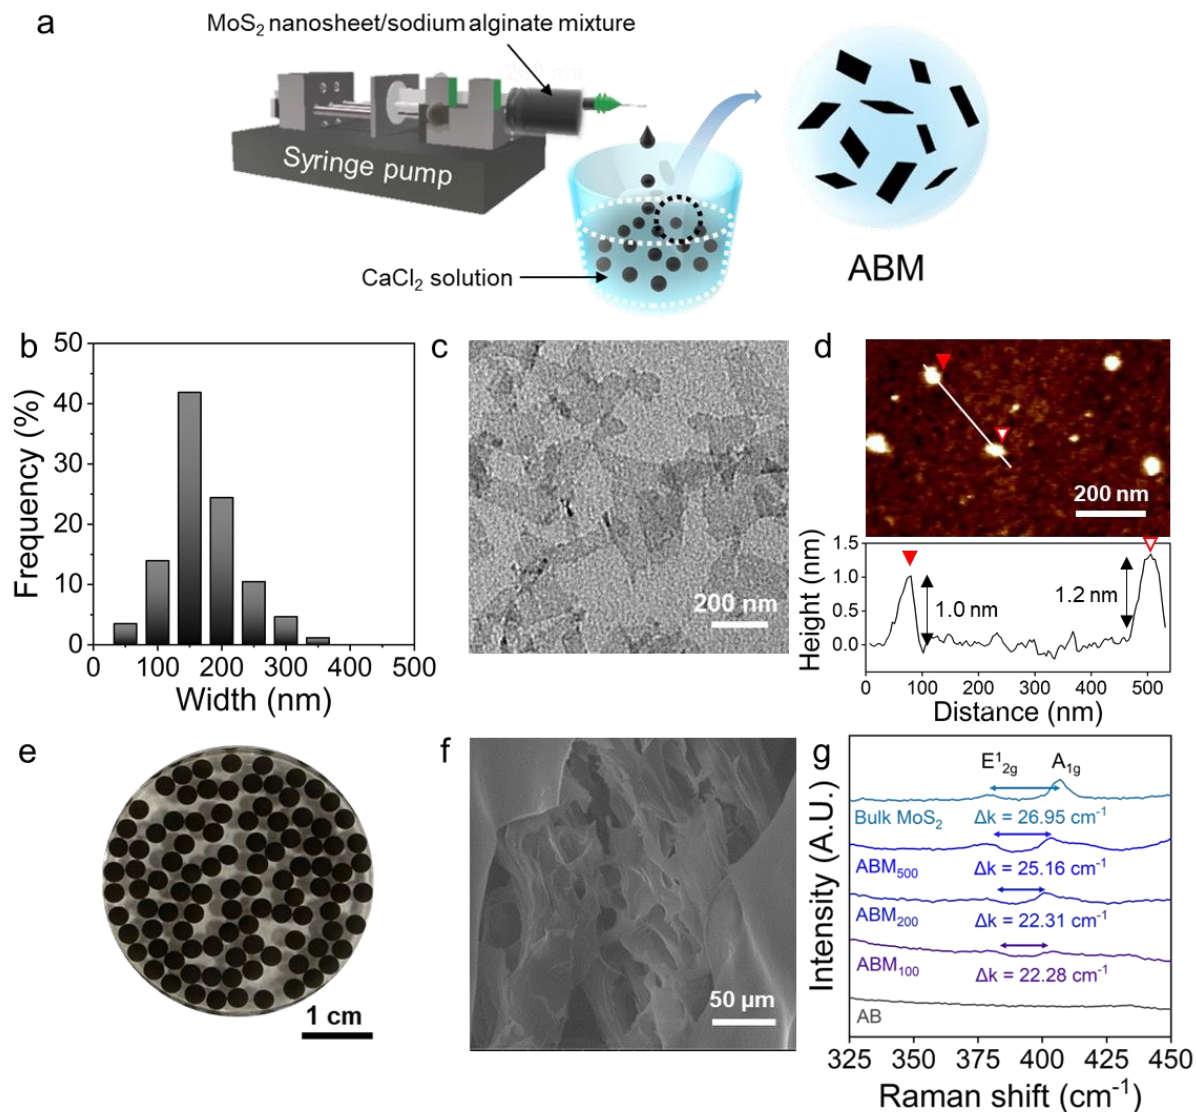 a
MoS₂ nanosheet/sodium alginate mixture
Syringe pump
CaCl₂ solution
ABM
b
50
40
30
20
10
0
Frequency (%)
0 100 200 300 400 500
Width (nm)
c
200 nm
d
200 nm
1.5
1.0
0.5
0.0
Height (nm)
1.0 nm
1.2 nm
0 100 200 300 400 500
Distance (nm)
e
1 cm
f
50 μm
g
E¹₂g A₁g
Bulk MoS₂ Δk = 26.95 cm⁻¹
ABM₅₀₀ Δk = 25.16 cm⁻¹
ABM₂₀₀ Δk = 22.31 cm⁻¹
ABM₁₀₀ Δk = 22.28 cm⁻¹
AB
Intensity (A.U.)
325 350 375 400 425 450
Raman shift (cm⁻¹)